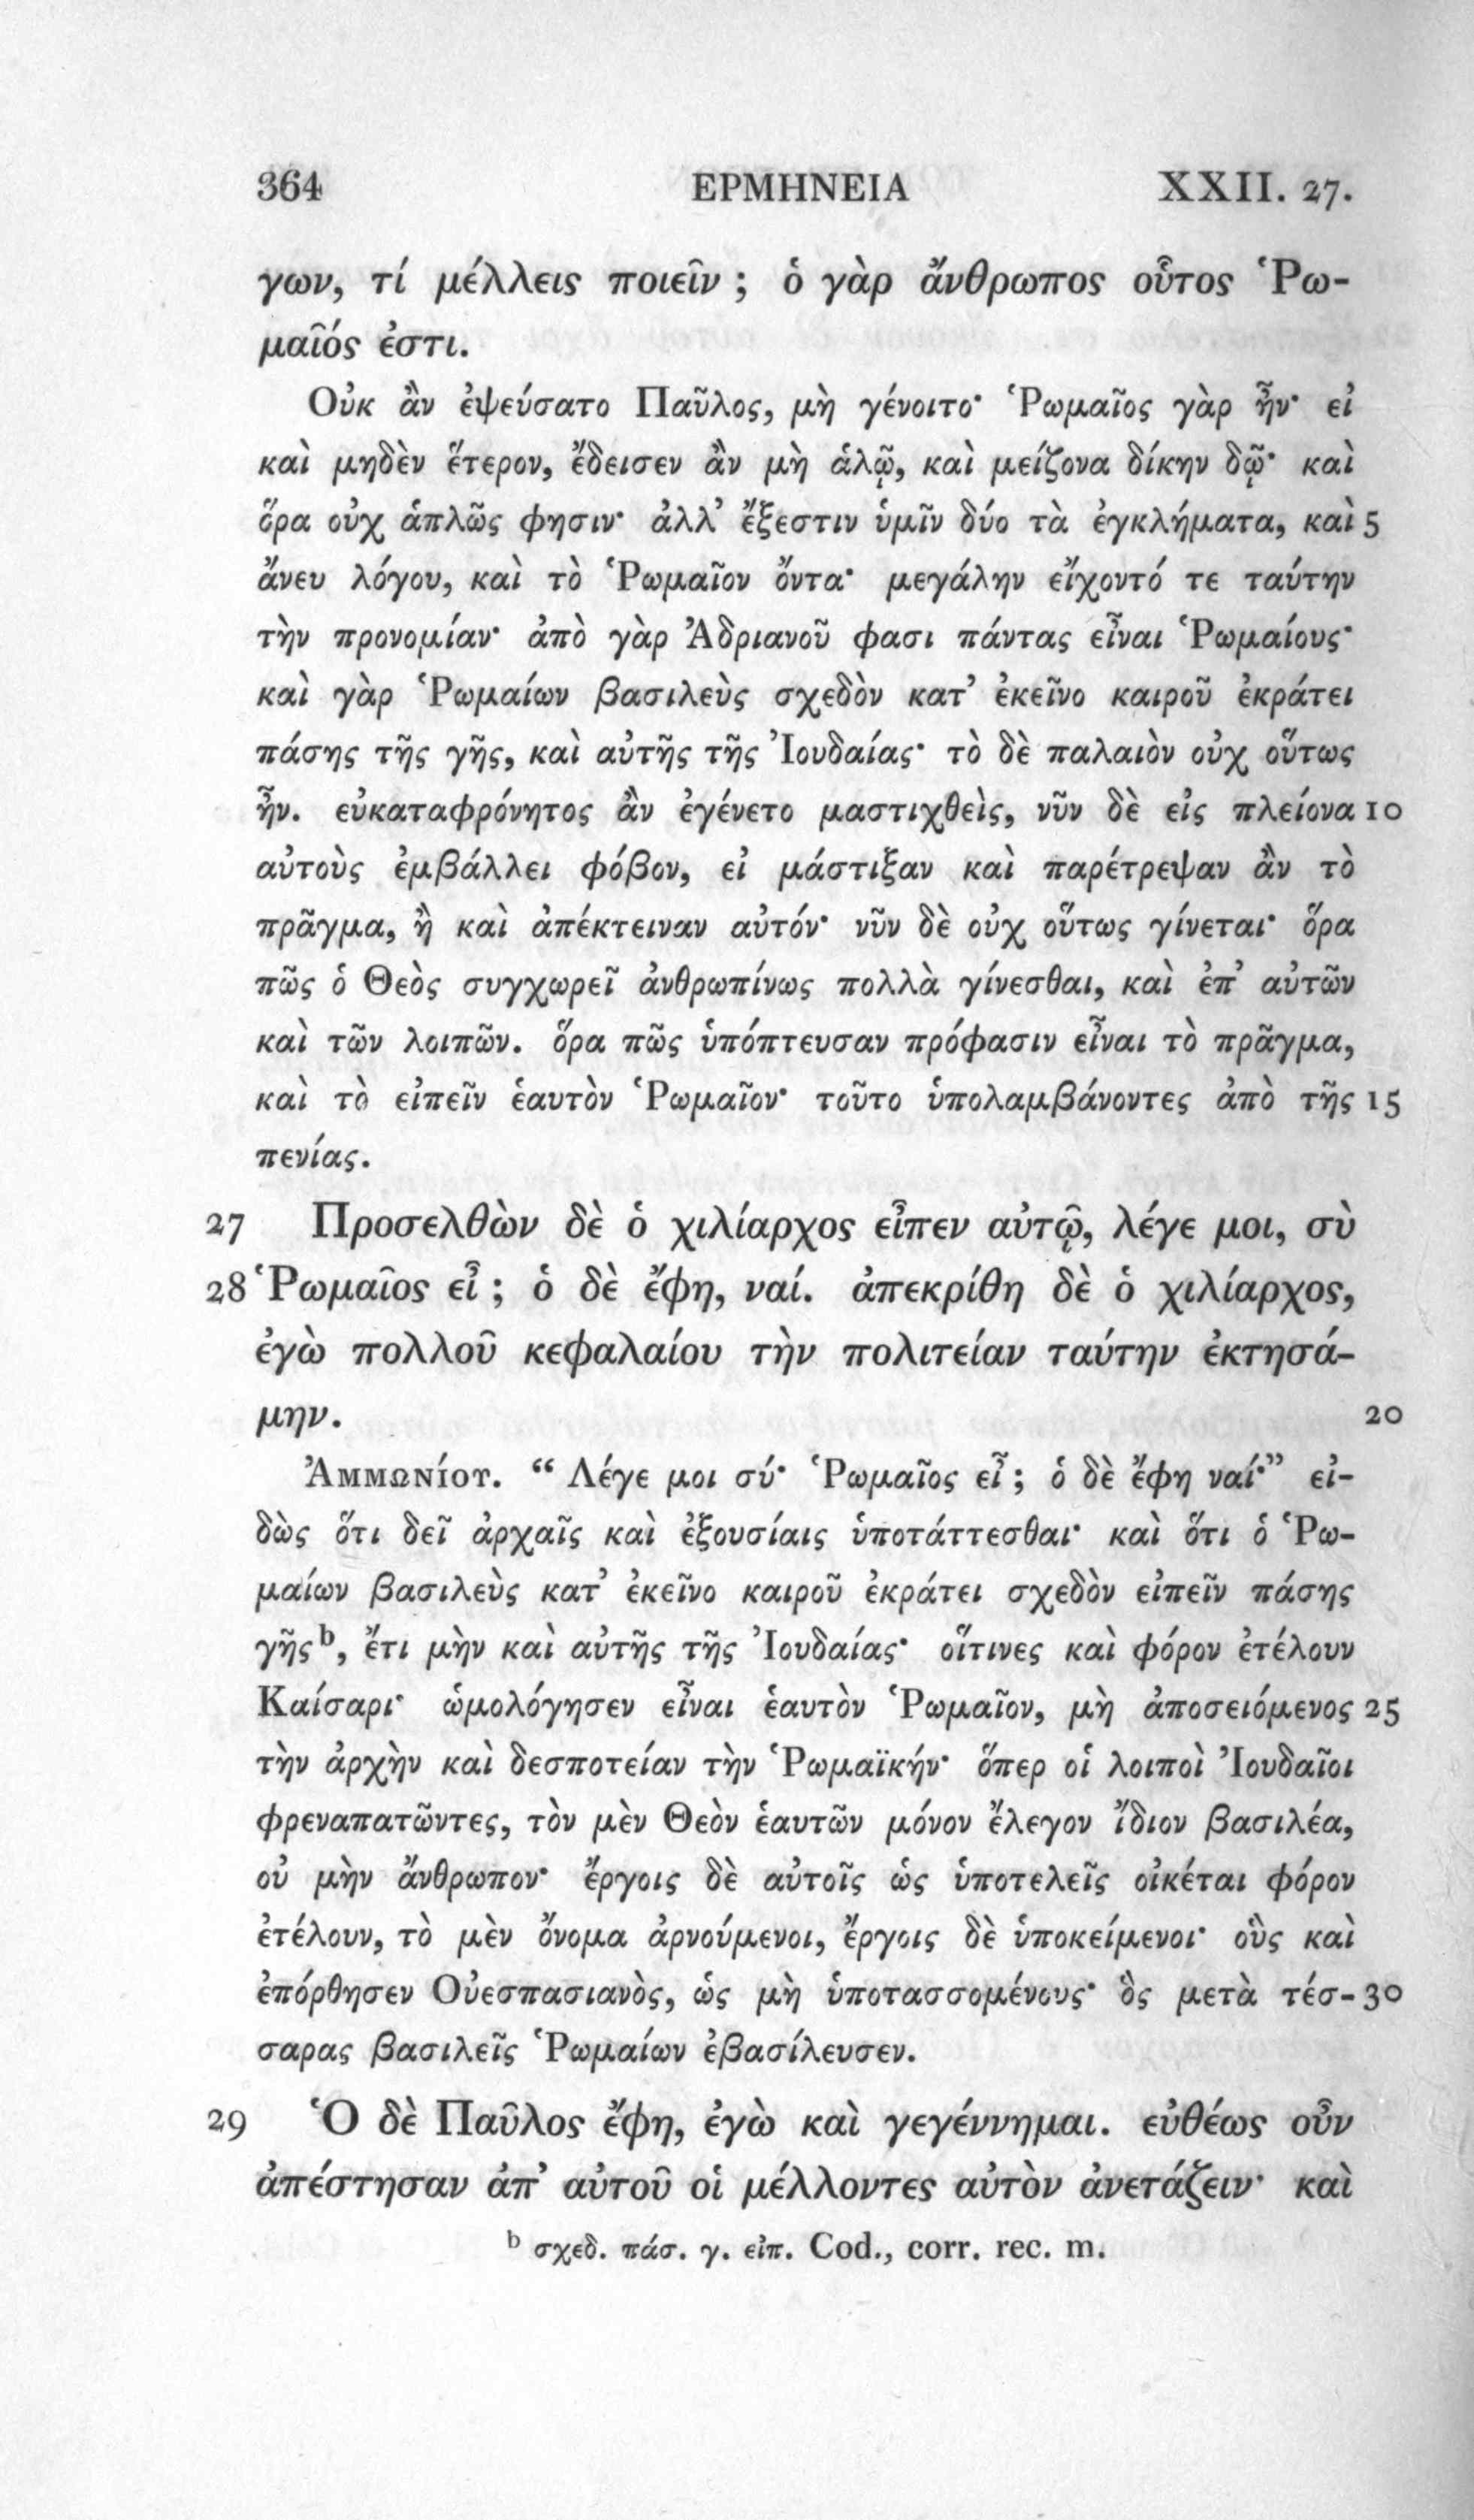 364 ΕΡΜΗΝΕΙΑ XXII. 27.
γων, τί μέλλεις ποιεῖν ; ὁ γὰρ ἄνθρωπος οὗτος Ῥω-
μαῖός ἐστι.
Οὐκ ἂν ἐψεύσατο Παῦλος, μὴ γένοιτο· Ῥωμαῖος γὰρ ἦν· εἰ
καὶ μηδὲν ἕτερον, ἔδεισεν ἂν μὴ ἁλῷ, καὶ μείζονα δίκην δῷ· καὶ
ὅρα οὐχ ἁπλῶς φησιν· ἀλλ’ ἔξεστιν ὑμῖν δύο τὰ ἐγκλήματα, καὶ 5
ἄνευ λόγου, καὶ τὸ Ῥωμαῖον ὄντα· μεγάλην εἴχοντό τε ταύτην
τὴν προνομίαν· ἀπὸ γὰρ Ἀδριανοῦ φασι πάντας εἶναι Ῥωμαίους·
καὶ γὰρ Ῥωμαίων βασιλεὺς σχεδὸν κατ’ ἐκεῖνο καιροῦ ἐκράτει
πάσης τῆς γῆς, καὶ αὐτῆς τῆς Ἰουδαίας· τὸ δὲ παλαιὸν οὐχ οὕτως
ἦν. εὐκαταφρόνητος ἂν ἐγένετο μαστιχθεὶς, νῦν δὲ εἰς πλείονα 10
αὐτοὺς ἐμβάλλει φόβον, εἰ μάστιξαν καὶ παρέτρεψαν ἂν τὸ
πρᾶγμα, ἢ καὶ ἀπέκτειναν αὐτόν· νῦν δὲ οὐχ οὕτως γίνεται· ὅρα
πῶς ὁ Θεὸς συγχωρεῖ ἀνθρωπίνως πολλὰ γίνεσθαι, καὶ ἐπ’ αὐτῶν
καὶ τῶν λοιπῶν. ὅρα πῶς ὑπόπτευσαν πρόφασιν εἶναι τὸ πρᾶγμα,
καὶ τὸ εἰπεῖν ἑαυτὸν Ῥωμαῖον· τοῦτο ὑπολαμβάνοντες ἀπὸ τῆς 15
πενίας.
27 Προσελθὼν δὲ ὁ χιλίαρχος εἶπεν αὐτῷ, λέγε μοι, σὺ
28 Ῥωμαῖος εἶ ; ὁ δὲ ἔφη, ναί. ἀπεκρίθη δὲ ὁ χιλίαρχος,
ἐγὼ πολλοῦ κεφαλαίου τὴν πολιτείαν ταύτην ἐκτησά-
μην. 20
Ἀμμωνίου. “ Λέγε μοι σύ· Ῥωμαῖος εἶ ; ὁ δὲ ἔφη ναί·” εἰ-
δὼς ὅτι δεῖ ἀρχαῖς καὶ ἐξουσίαις ὑποτάττεσθαι· καὶ ὅτι ὁ Ῥω-
μαίων βασιλεὺς κατ’ ἐκεῖνο καιροῦ ἐκράτει σχεδὸν εἰπεῖν πάσης
γῆς b, ἔτι μὴν καὶ αὐτῆς τῆς Ἰουδαίας· οἵτινες καὶ φόρον ἐτέλουν
Καίσαρι· ὡμολόγησεν εἶναι ἑαυτὸν Ῥωμαῖον, μὴ ἀποσειόμενος 25
τὴν ἀρχὴν καὶ δεσποτείαν τὴν Ῥωμαϊκήν· ὅπερ οἱ λοιποὶ Ἰουδαῖοι
φρεναπατῶντες, τὸν μὲν Θεὸν ἑαυτῶν μόνον ἔλεγον ἴδιον βασιλέα,
οὐ μὴν ἄνθρωπον· ἔργοις δὲ αὐτοῖς ὡς ὑποτελεῖς οἰκέται φόρον
ἐτέλουν, τὸ μὲν ὄνομα ἀρνούμενοι, ἔργοις δὲ ὑποκείμενοι· οὓς καὶ
ἐπόρθησεν Οὐεσπασιανὸς, ὡς μὴ ὑποτασσομένους· ὃς μετὰ τέσ- 30
σαρας βασιλεῖς Ῥωμαίων ἐβασίλευσεν.
29 Ὁ δὲ Παῦλος ἔφη, ἐγὼ καὶ γεγέννημαι. εὐθέως οὖν
ἀπέστησαν ἀπ’ αὐτοῦ οἱ μέλλοντες αὐτὸν ἀνετάζειν· καὶ
b σχεδ. πάσ. γ. εἰπ. Cod., corr. rec. m.